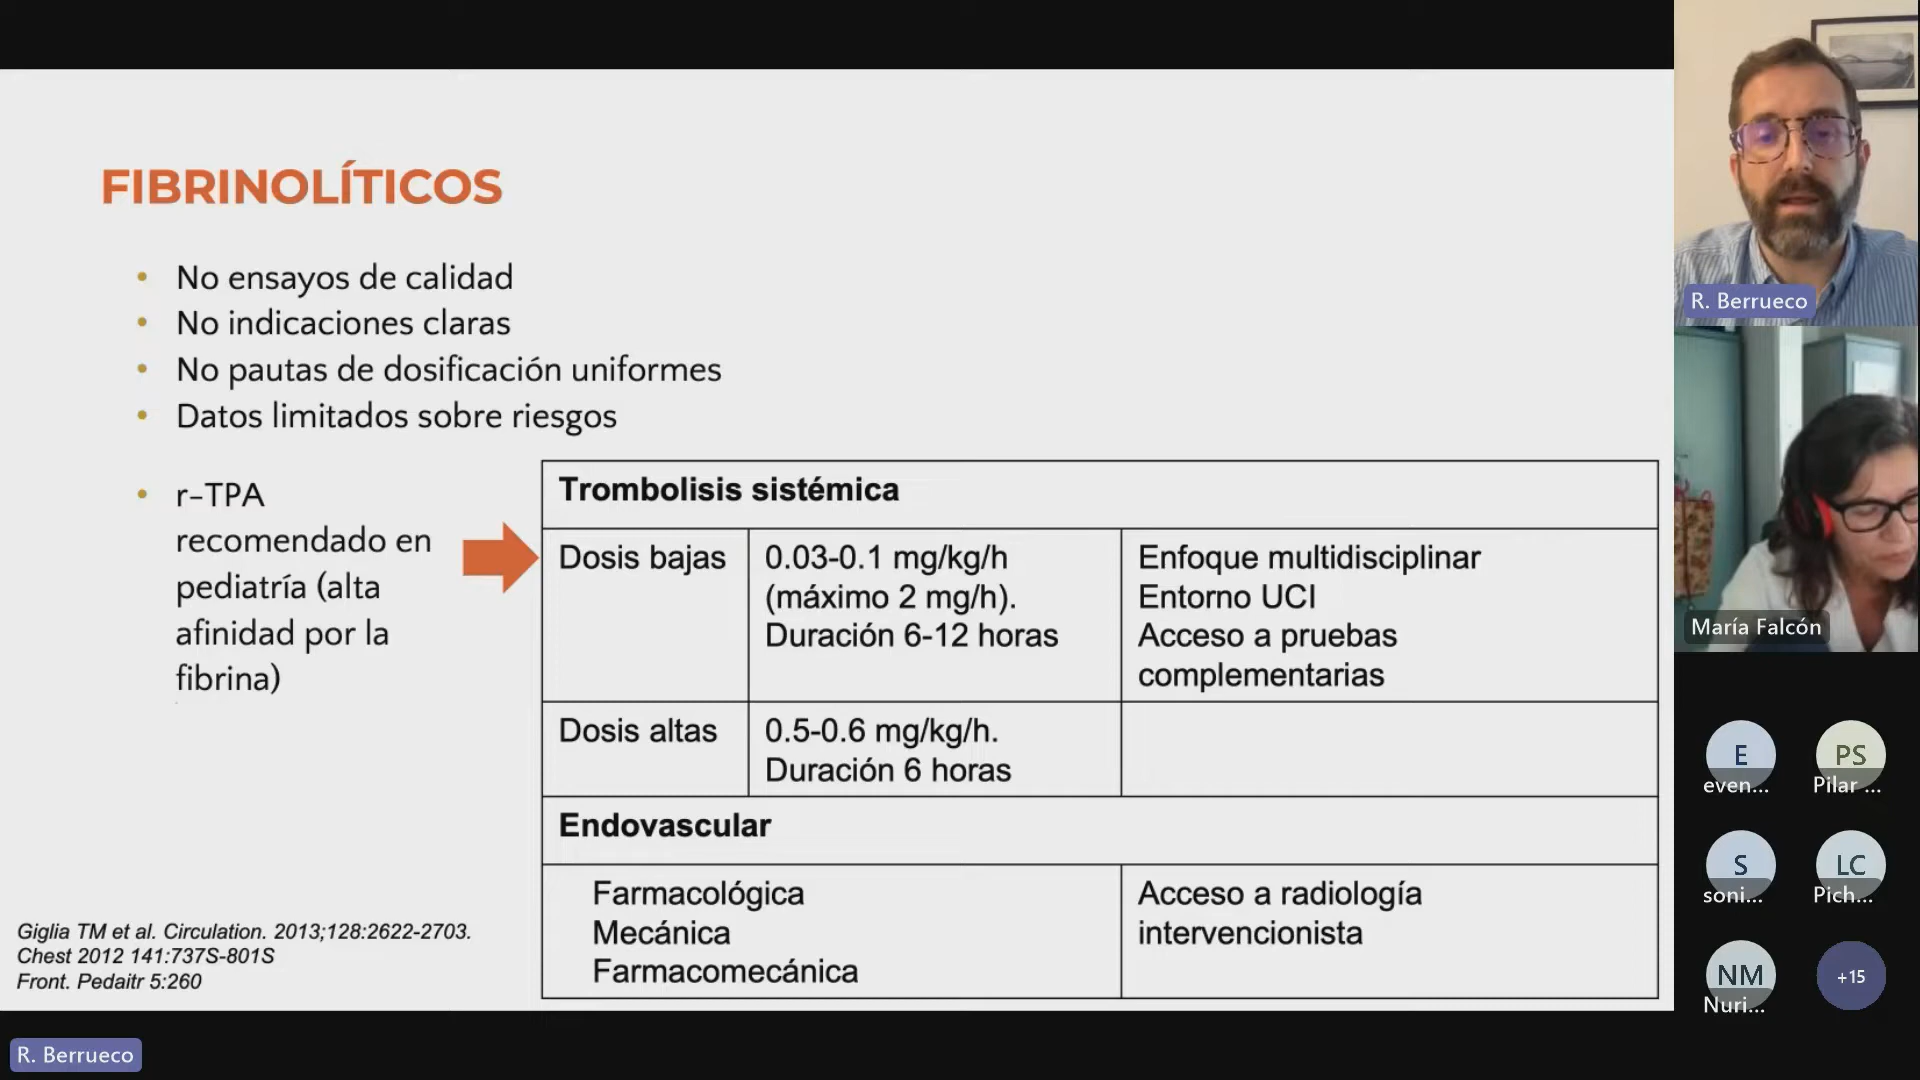 FIBRINOLÍTICOS
• No ensayos de calidad
• No indicaciones claras
• No pautas de dosificación uniformes
• Datos limitados sobre riesgos
• r-TPA
recomendado en
pediatría (alta
afinidad por la
fibrina)
Trombolisis sistémica
Dosis bajas
0.03-0.1 mg/kg/h
(máximo 2 mg/h).
Duración 6-12 horas
Enfoque multidisciplinar
Entorno UCI
Acceso a pruebas
complementarias
Dosis altas
0.5-0.6 mg/kg/h.
Duración 6 horas
Endovascular
Farmacológica
Mecánica
Farmacomecánica
Acceso a radiología
intervencionista
Giglia TM et al. Circulation. 2013;128:2622-2703.
Chest 2012 141:737S-801S
Front. Pedaitr 5:260
R. Berrueco
R. Berrueco
María Falcón
E
even...
PS
Pilar ...
S
soni...
LC
Pich...
NM
Nuri...
+15